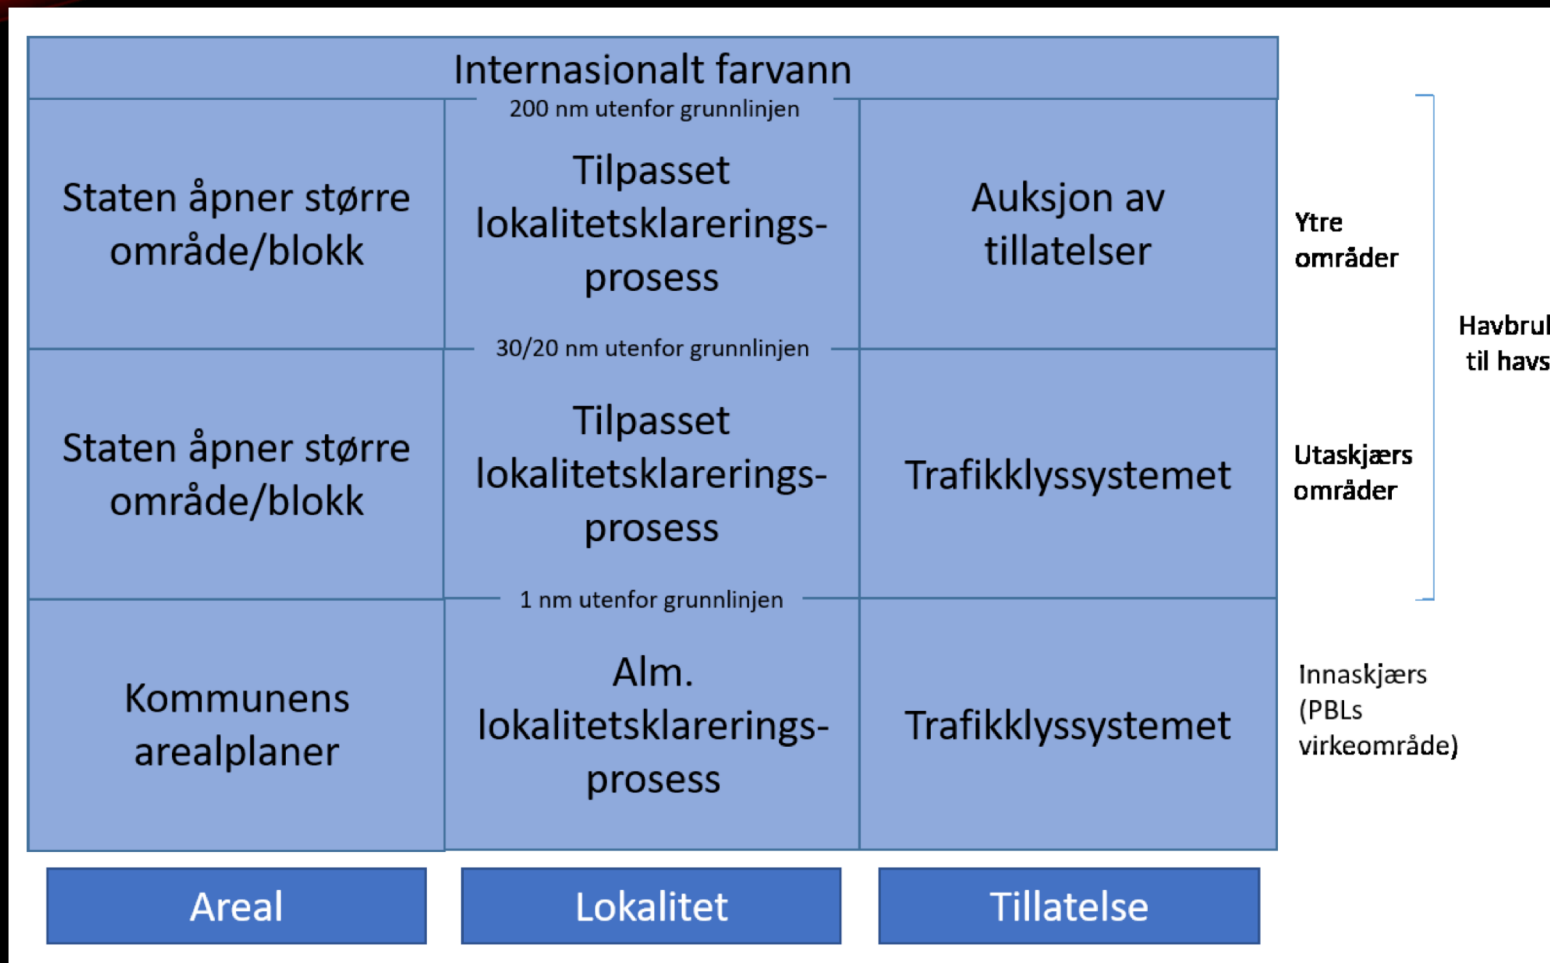 Internasjonalt farvann
200 nm utenfor grunnlinjen
Staten åpner større
område/blokk
Tilpasset
lokalitetsklarerings-
prosess
Auksjon av
tillatelser
Ytre
områder
30/20 nm utenfor grunnlinjen
Havbruk
til havs
Staten åpner større
område/blokk
Tilpasset
lokalitetsklarerings-
prosess
Trafikklyssystemet
Utaskjærs
områder
1 nm utenfor grunnlinjen
Kommunens
arealplaner
Alm.
lokalitetsklarerings-
prosess
Trafikklyssystemet
Innaskjærs
(PBLs
virkeområde)
Areal
Lokalitet
Tillatelse